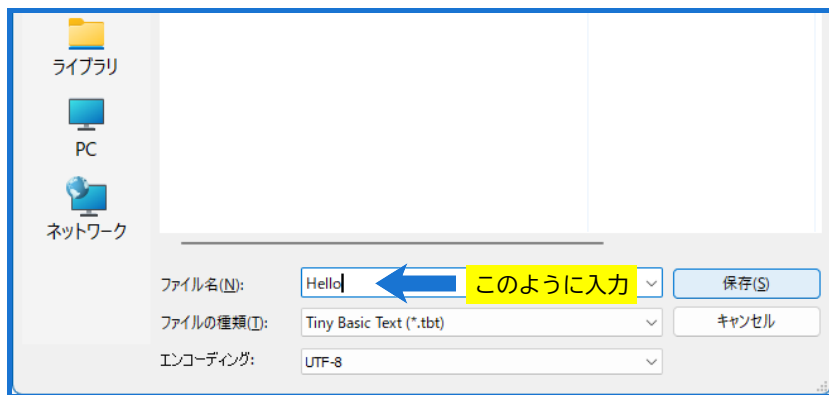 ライブラリ
PC
ネットワーク
ファイル名(N): Hello このように入力 保存(S)
ファイルの種類(T): Tiny Basic Text (*.tbt) キャンセル
エンコーディング: UTF-8